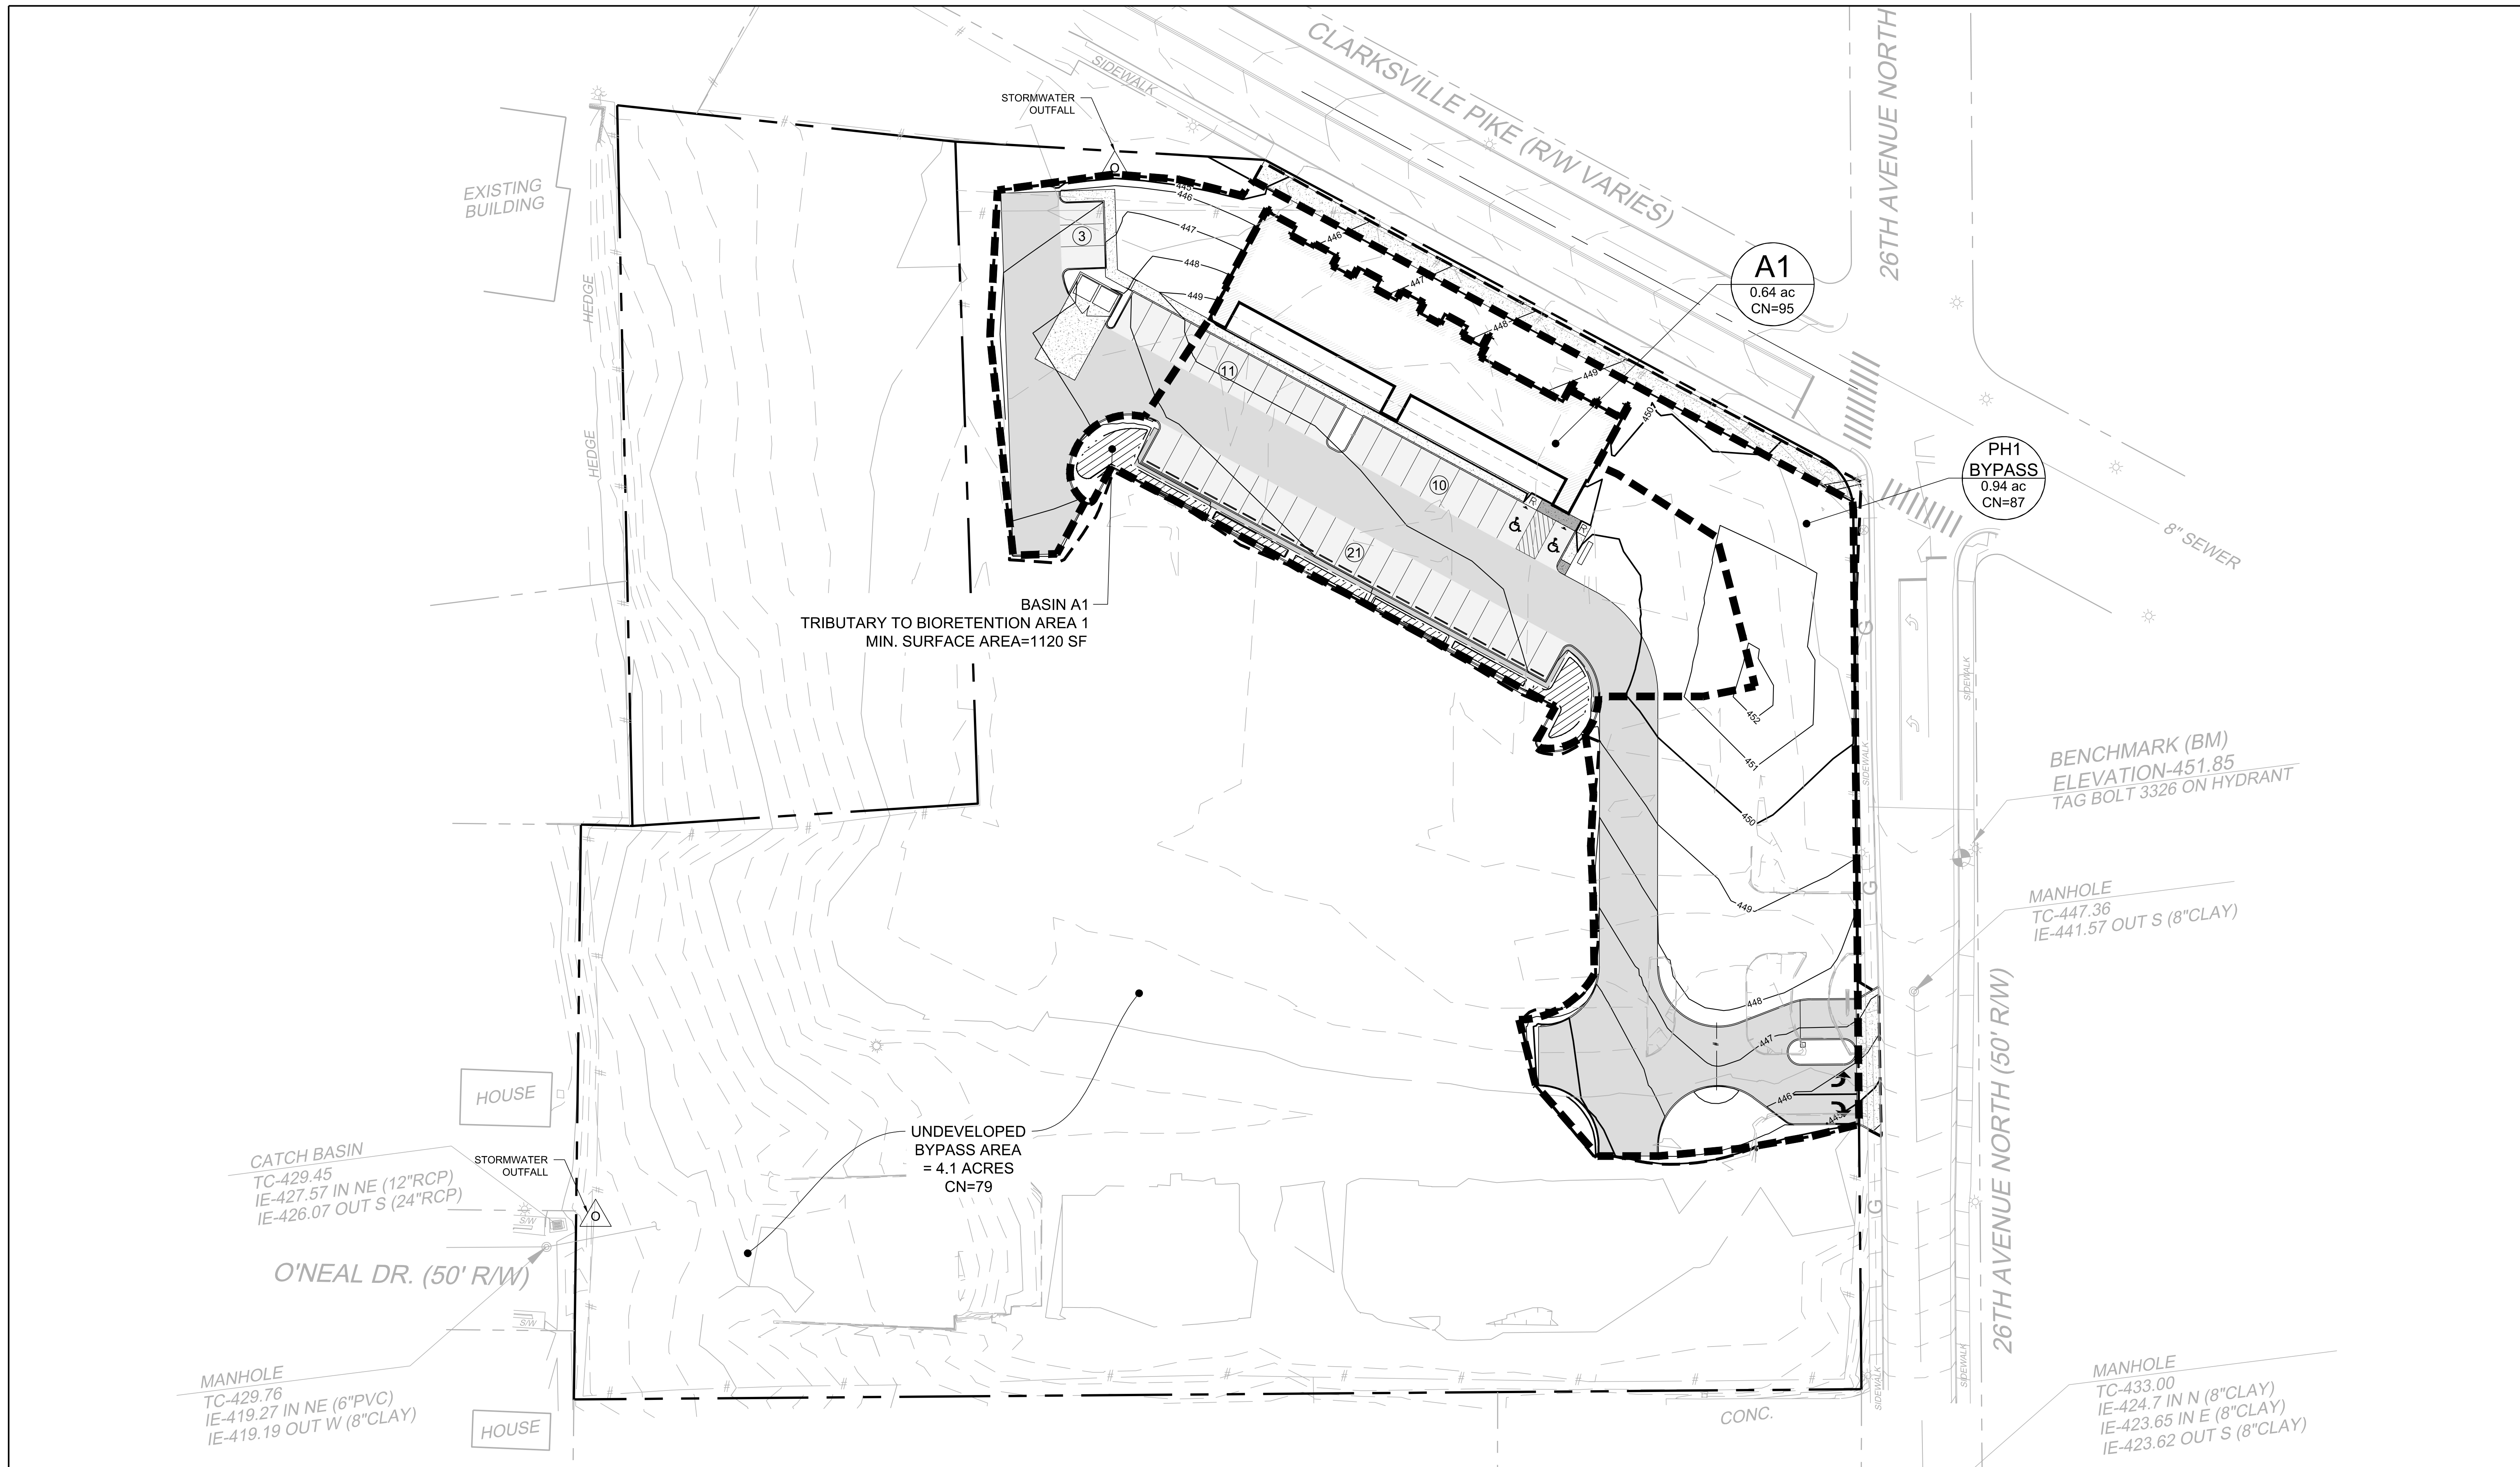 CLARKSVILLE PIKE (R/W VARIES)
26TH AVENUE NORTH
SIDEWALK
STORMWATER
OUTFALL
O
EXISTING
BUILDING
HEDGE
HEDGE
445
446
447
448
449
3
446
447
448
449
450
A1
0.64 ac
CN=95
11
10
21
R
R
PH1
BYPASS
0.94 ac
CN=87
8" SEWER
BASIN A1
TRIBUTARY TO BIORETENTION AREA 1
MIN. SURFACE AREA=1120 SF
G
SIDEWALK
SIDEWALK
452
451
450
449
448
447
446
445
BENCHMARK (BM)
ELEVATION-451.85
TAG BOLT 3326 ON HYDRANT
G
MANHOLE
TC-447.36
IE-441.57 OUT S (8"CLAY)
26TH AVENUE NORTH (50' R/W)
G
HOUSE
UNDEVELOPED
BYPASS AREA
= 4.1 ACRES
CN=79
CATCH BASIN
TC-429.45
IE-427.57 IN NE (12"RCP)
IE-426.07 OUT S (24"RCP)
STORMWATER
OUTFALL
O
S/W
O'NEAL DR. (50' R/W)
S/W
MANHOLE
TC-429.76
IE-419.27 IN NE (6"PVC)
IE-419.19 OUT W (8"CLAY)
HOUSE
CONC.
SIDEWALK
SIDEWALK
MANHOLE
TC-433.00
IE-424.7 IN N (8"CLAY)
IE-423.65 IN E (8"CLAY)
IE-423.62 OUT S (8"CLAY)